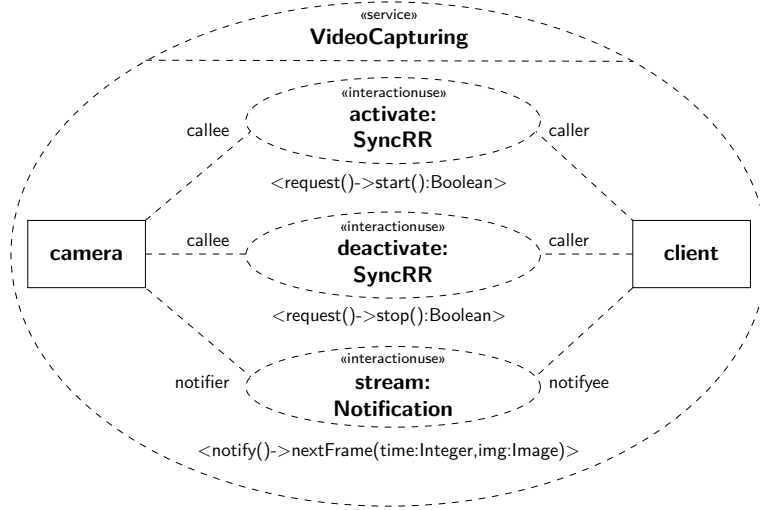 «service»
VideoCapturing
«interactionuse»
activate:
SyncRR
callee
caller
<request()->start():Boolean>
camera
client
callee
caller
«interactionuse»
deactivate:
SyncRR
<request()->stop():Boolean>
«interactionuse»
stream:
Notification
notifier
notifyee
<notify()->nextFrame(time:Integer,img:Image)>